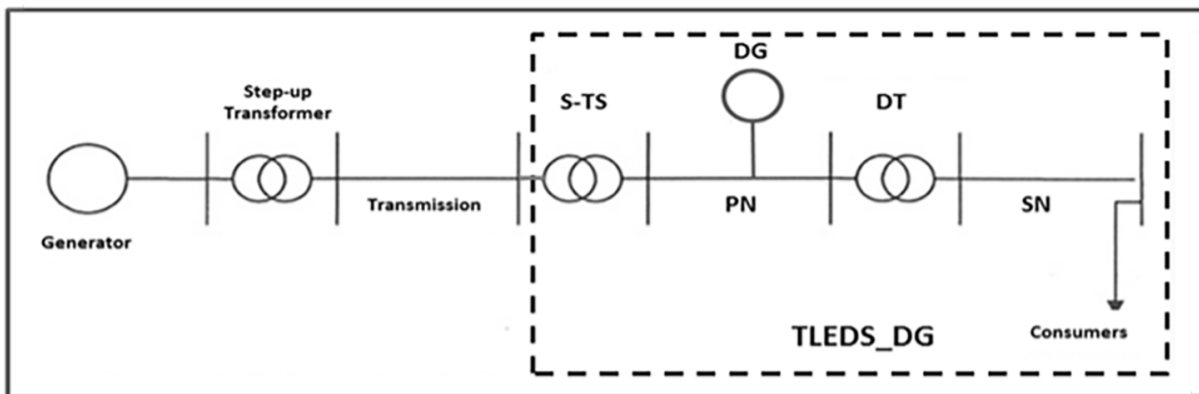 DG
Step-up
Transformer
S-TS
DT
Transmission
PN
SN
Generator
TLEDS_DG
Consumers